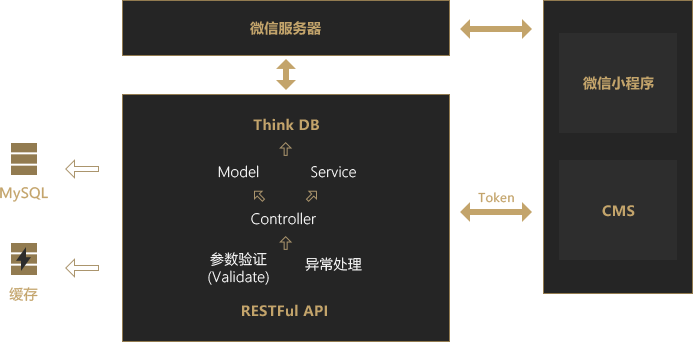 微信服务器
微信小程序
Think DB
Model Service
MySQL
Token
Controller
CMS
参数验证
(Validate)
异常处理
缓存
RESTFul API